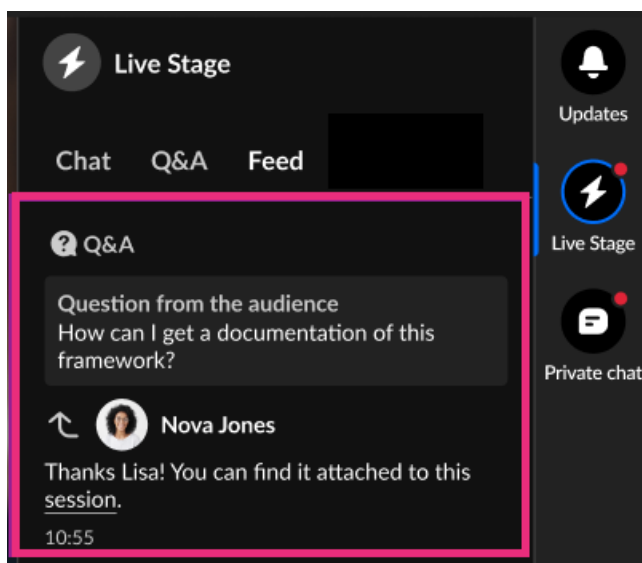 Live Stage
Chat Q&A Feed
Q&A
Question from the audience
How can I get a documentation of this
framework?
Nova Jones
Thanks Lisa! You can find it attached to this
session.
10:55
Updates
Live Stage
Private chat